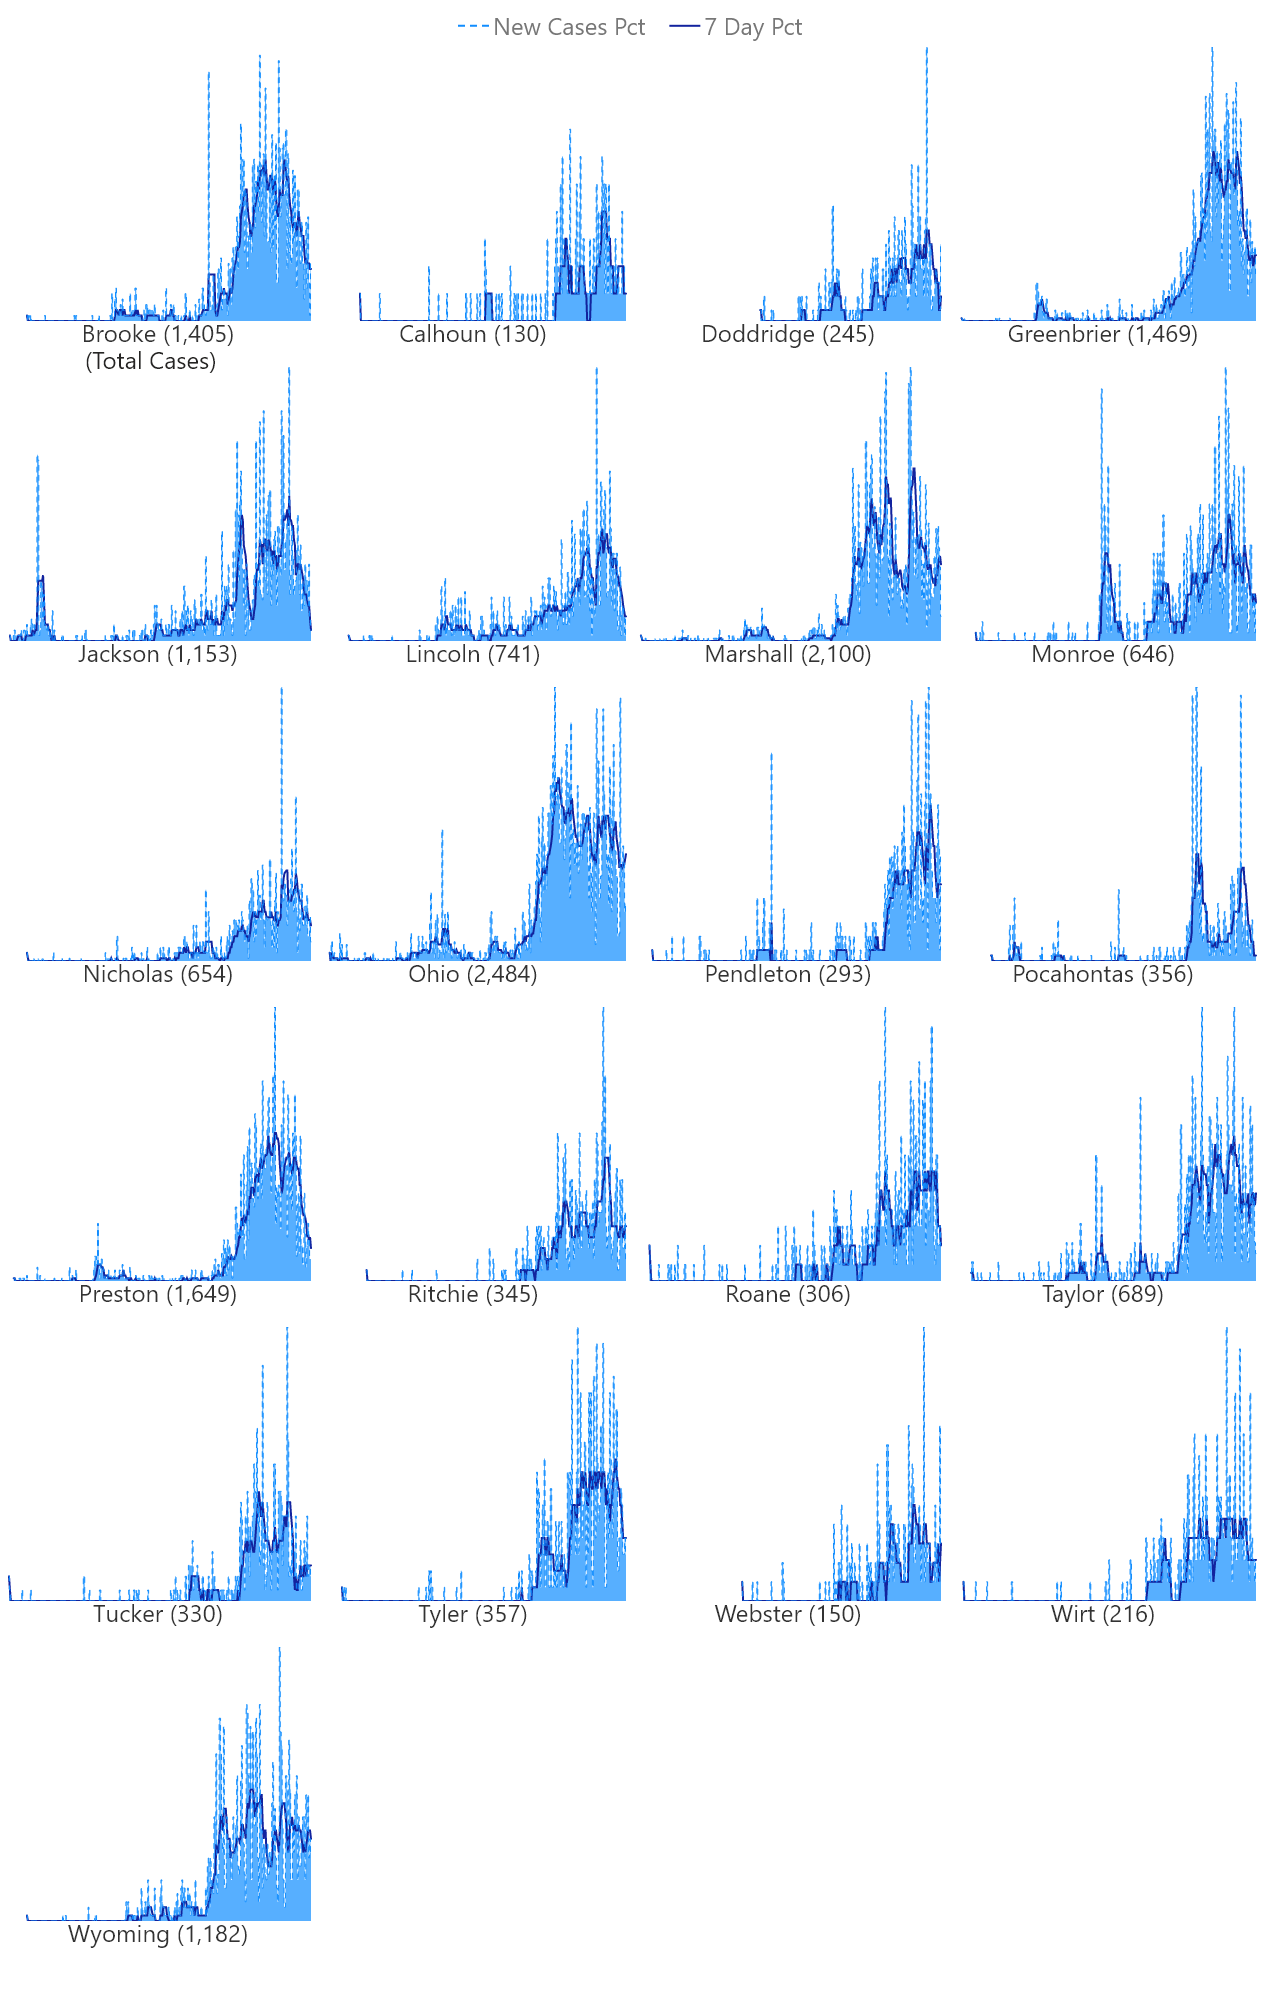 New Cases Pct 7 Day Pct
Brooke (1,405) Calhoun (130) Doddridge (245) Greenbrier (1,469)
(Total Cases)
Jackson (1,153) Lincoln (741) Marshall (2,100) Monroe (646)
Nicholas (654) Ohio (2,484) Pendleton (293) Pocahontas (356)
Preston (1,649) Ritchie (345) Roane (306) Taylor (689)
Tucker (330) Tyler (357) Webster (150) Wirt (216)
Wyoming (1,182)